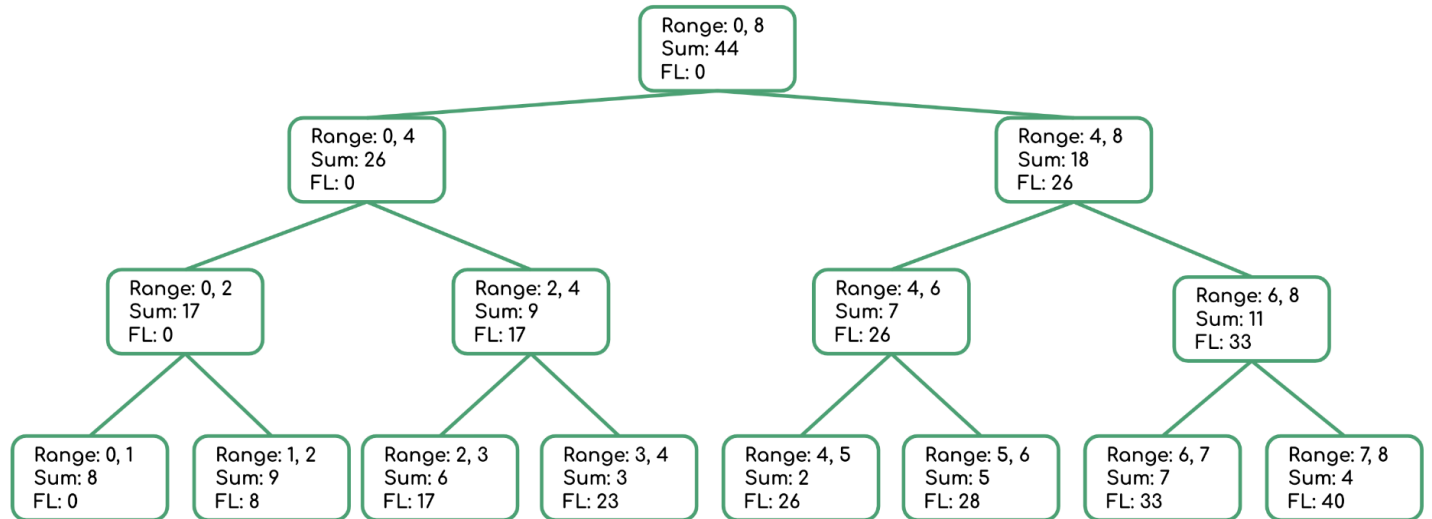 Range: 0, 8
Sum: 44
FL: 0
Range: 0, 4
Sum: 26
FL: 0
Range: 4, 8
Sum: 18
FL: 26
Range: 0, 2
Sum: 17
FL: 0
Range: 2, 4
Sum: 9
FL: 17
Range: 4, 6
Sum: 7
FL: 26
Range: 6, 8
Sum: 11
FL: 33
Range: 0, 1
Sum: 8
FL: 0
Range: 1, 2
Sum: 9
FL: 8
Range: 2, 3
Sum: 6
FL: 17
Range: 3, 4
Sum: 3
FL: 23
Range: 4, 5
Sum: 2
FL: 26
Range: 5, 6
Sum: 5
FL: 28
Range: 6, 7
Sum: 7
FL: 33
Range: 7, 8
Sum: 4
FL: 40